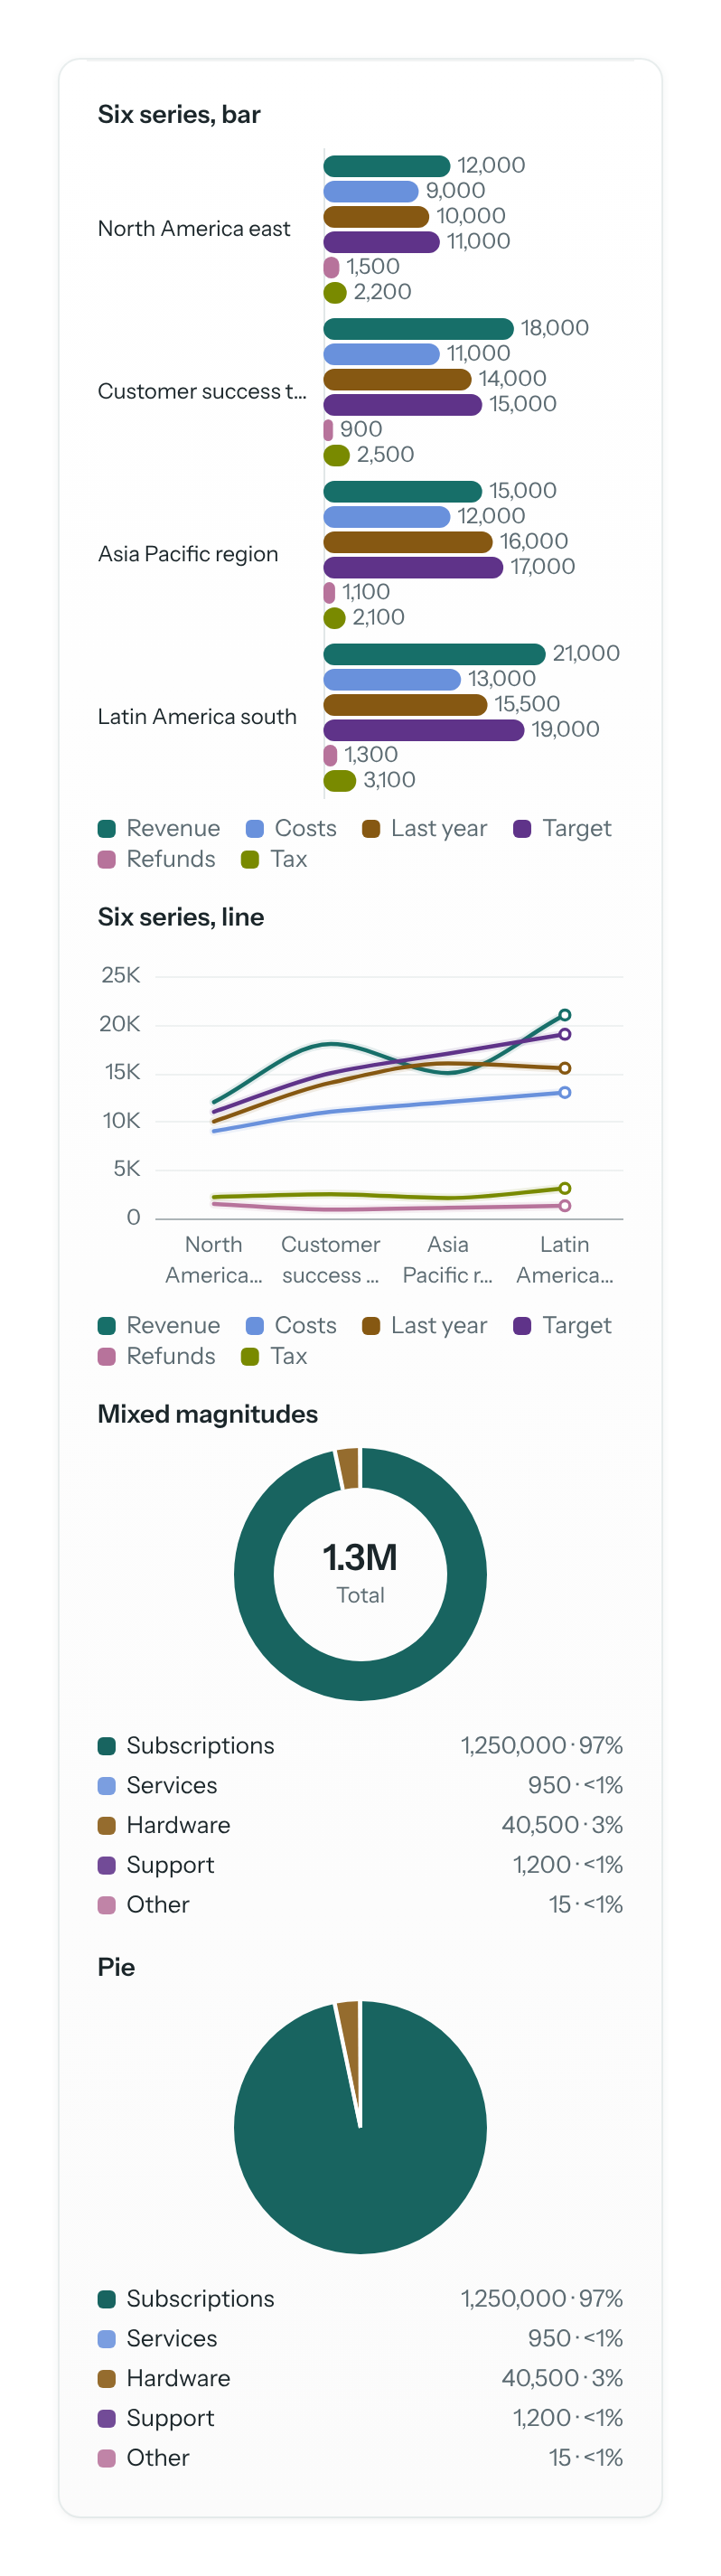 Six series, bar
North America east
12,000
9,000
10,000
11,000
1,500
2,200
Customer success t...
18,000
11,000
14,000
15,000
900
2,500
Asia Pacific region
15,000
12,000
16,000
17,000
1,100
2,100
Latin America south
21,000
13,000
15,500
19,000
1,300
3,100
Revenue Costs Last year Target
Refunds Tax
Six series, line
25K
20K
15K
10K
5K
0
North Customer Asia Latin
America... success ... Pacific r... America...
Revenue Costs Last year Target
Refunds Tax
Mixed magnitudes
1.3M
Total
Subscriptions 1,250,000 · 97%
Services 950 · <1%
Hardware 40,500 · 3%
Support 1,200 · <1%
Other 15 · <1%
Pie
Subscriptions 1,250,000 · 97%
Services 950 · <1%
Hardware 40,500 · 3%
Support 1,200 · <1%
Other 15 · <1%